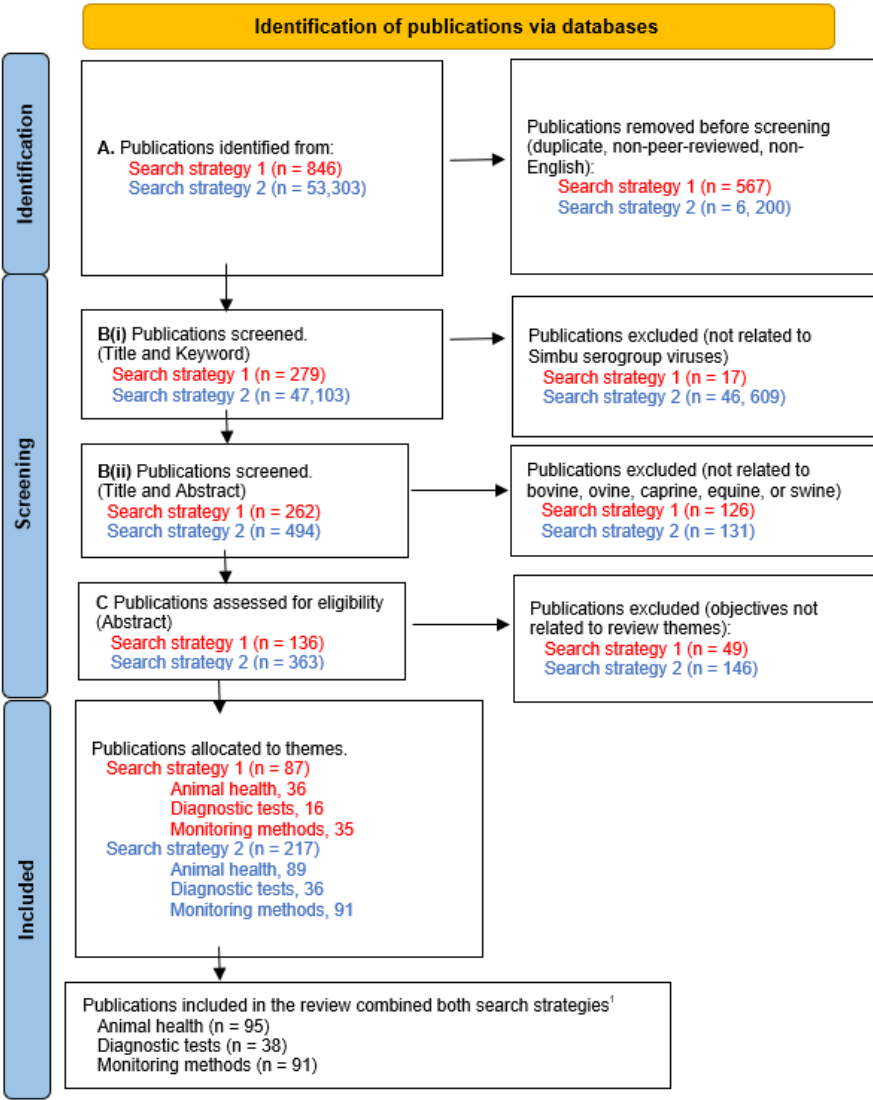 Identification of publications via databases
Identification
A. Publications identified from:
Search strategy 1 (n = 846)
Search strategy 2 (n = 53,303)
Publications removed before screening
(duplicate, non-peer-reviewed, non-
English):
Search strategy 1 (n = 567)
Search strategy 2 (n = 6, 200)
Screening
B(i) Publications screened.
(Title and Keyword)
Search strategy 1 (n = 279)
Search strategy 2 (n = 47,103)
Publications excluded (not related to
Simbu serogroup viruses)
Search strategy 1 (n = 17)
Search strategy 2 (n = 46, 609)
B(ii) Publications screened.
(Title and Abstract)
Search strategy 1 (n = 262)
Search strategy 2 (n = 494)
Publications excluded (not related to
bovine, ovine, caprine, equine, or swine)
Search strategy 1 (n = 126)
Search strategy 2 (n = 131)
C Publications assessed for eligibility
(Abstract)
Search strategy 1 (n = 136)
Search strategy 2 (n = 363)
Publications excluded (objectives not
related to review themes):
Search strategy 1 (n = 49)
Search strategy 2 (n = 146)
Included
Publications allocated to themes.
Search strategy 1 (n = 87)
Animal health, 36
Diagnostic tests, 16
Monitoring methods, 35
Search strategy 2 (n = 217)
Animal health, 89
Diagnostic tests, 36
Monitoring methods, 91
Publications included in the review combined both search strategies¹
Animal health (n = 95)
Diagnostic tests (n = 38)
Monitoring methods (n = 91)